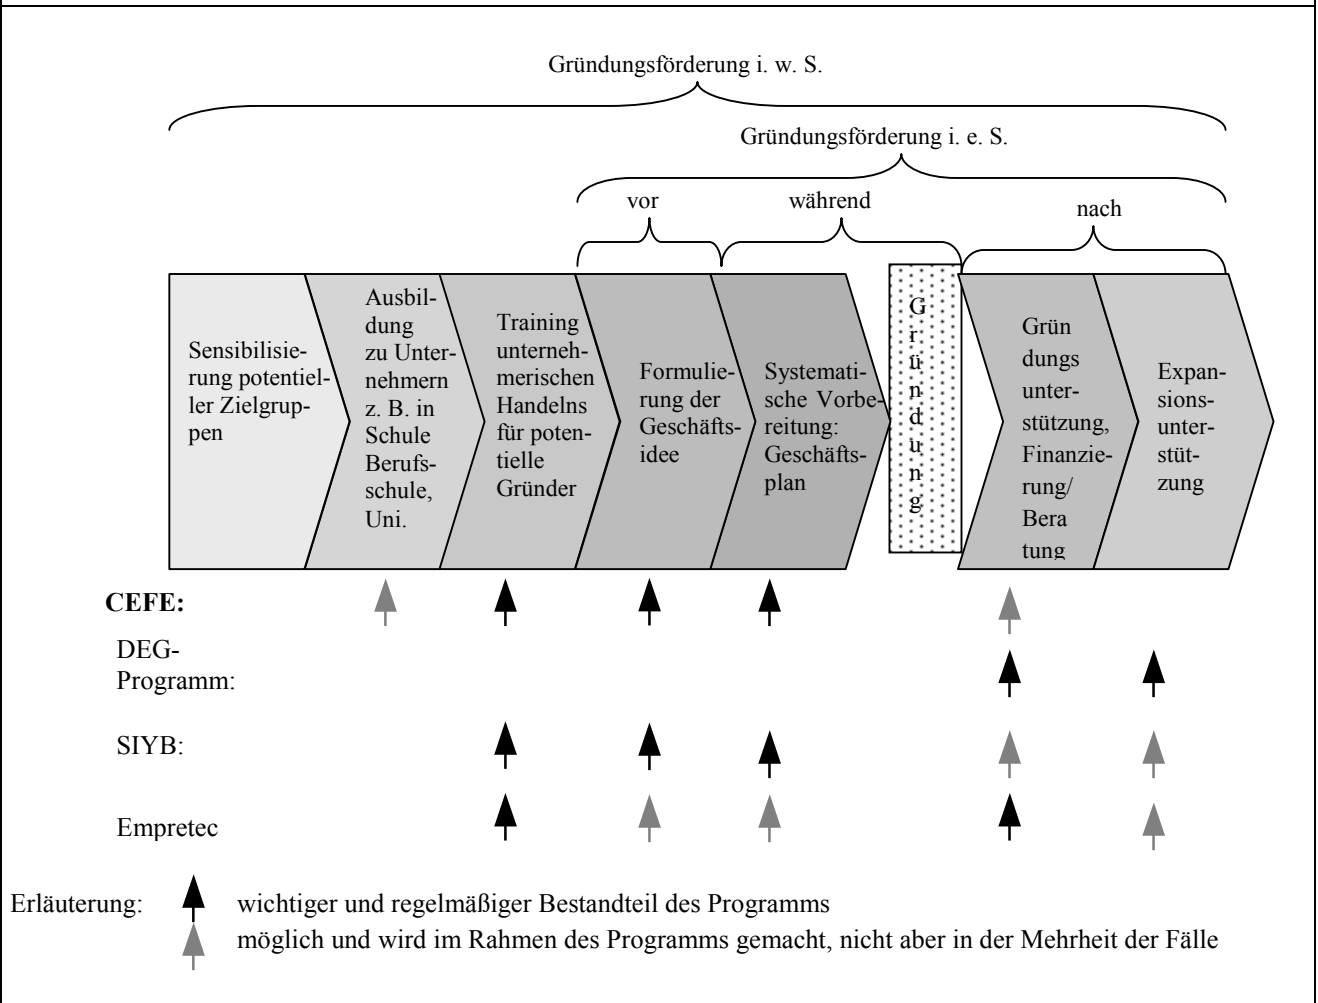 Gründungsförderung i. w. S.
Gründungsförderung i. e. S.
vor
während
nach
Sensibilisie-
rung potentiel-
ler Zielgrup-
pen
Ausbil-
dung
zu Unter-
nehmern
z. B. in
Schule
Berufs-
schule,
Uni.
Training
unterneh-
merischen
Handelns
für poten-
tielle
Gründer
Formulie-
rung der
Geschäfts-
idee
Systemati-
sche Vorbe-
reitung:
Geschäfts-
plan
G
r
ü
n
d
u
n
g
Grün
dungs
unter-
stützung,
Finanzie-
rung/
Bera
tung
Expan-
sions-
unter-
stüt-
zung
CEFE:
DEG-
Programm:
SIYB:
Empretec
Erläuterung:
wichtiger und regelmäßiger Bestandteil des Programms
möglich und wird im Rahmen des Programms gemacht, nicht aber in der Mehrheit der Fälle